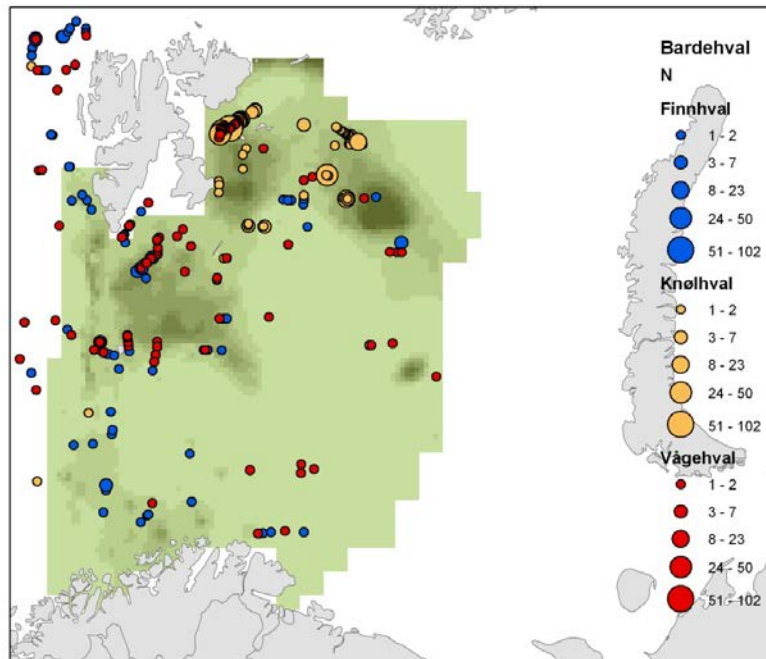 Bardehval
N
Finnhval
1 - 2
3 - 7
8 - 23
24 - 50
51 - 102
Knølhval
1 - 2
3 - 7
8 - 23
24 - 50
51 - 102
Vågehval
1 - 2
3 - 7
8 - 23
24 - 50
51 - 102